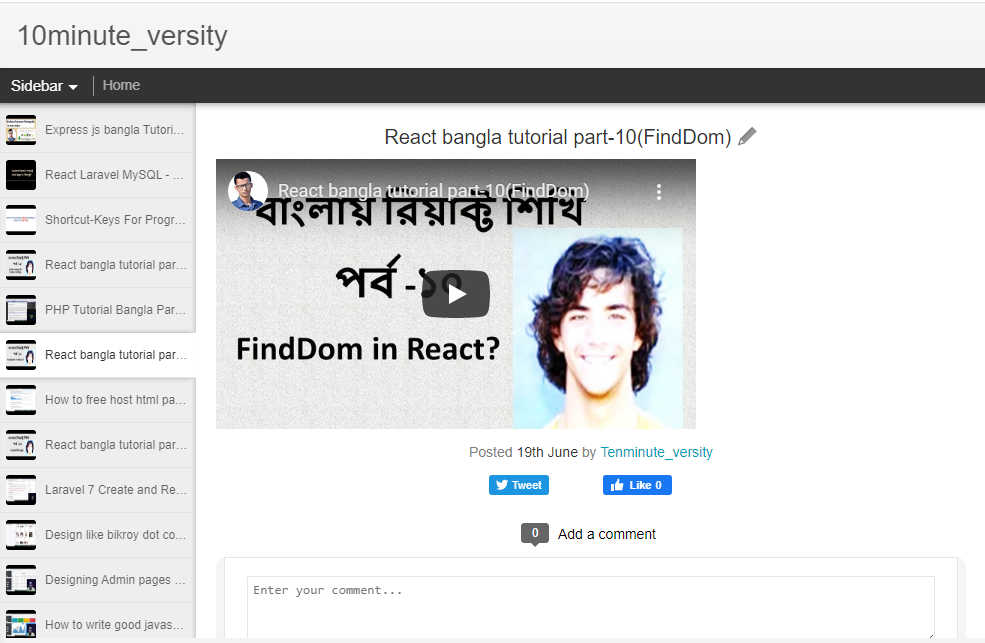 10minute_versity
Sidebar
Home
Express js bangla Tutori...
React Laravel MySQL - ...
Shortcut-Keys For Progr...
React bangla tutorial par...
PHP Tutorial Bangla Par...
React bangla tutorial par...
How to free host html pa...
React bangla tutorial par...
Laravel 7 Create and Re...
Design like bikroy dot co...
Designing Admin pages ...
How to write good javas...
React bangla tutorial part-10(FindDom)
React bangla tutorial part-10(FindDom)
বাংলায় রিয়াক্ট শিখি
পর্ব -১০
FindDom in React?
Posted 19th June by Tenminute_versity
Tweet
Like 0
0 Add a comment
Enter your comment...